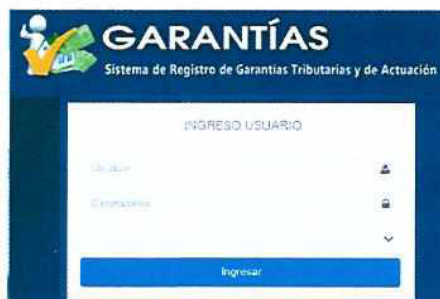 GARANTÍAS
Sistema de Registro de Garantías Tributarias y de Actuación
INGRESO USUARIO
Usuario
Contraseña
Ingresar